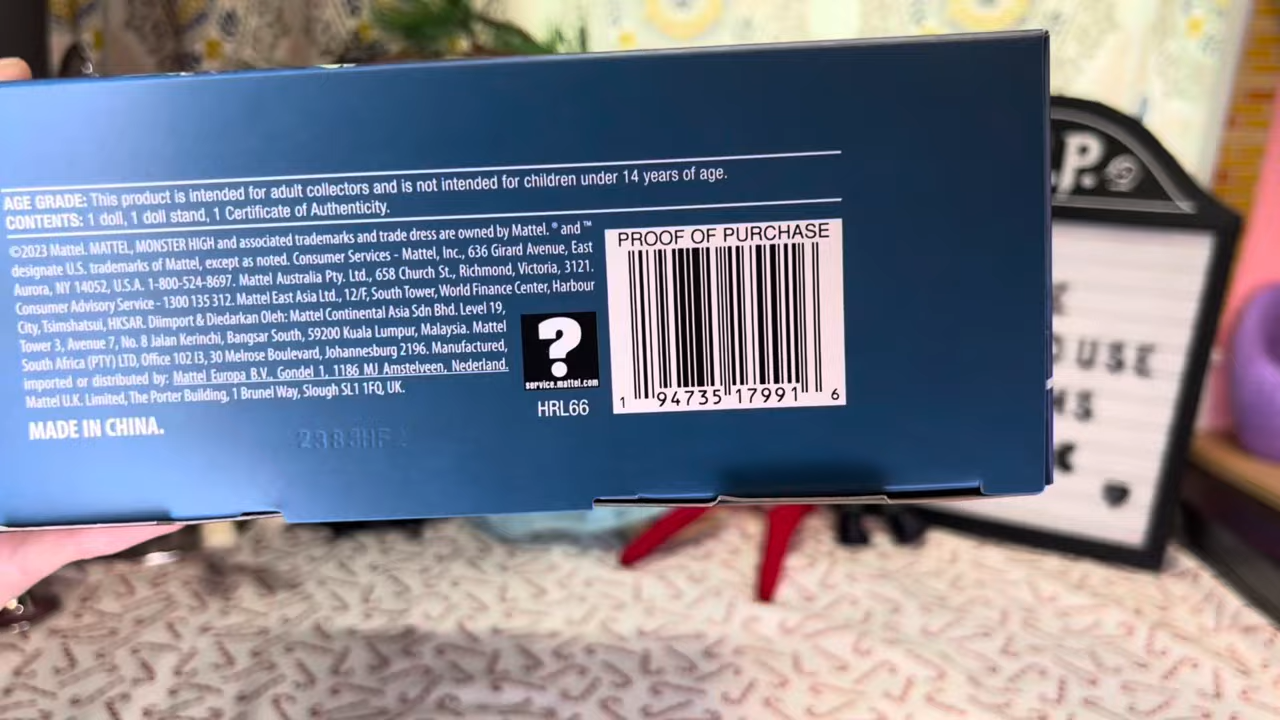 AGE GRADE: This product is intended for adult collectors and is not intended for children under 14 years of age.
CONTENTS: 1 doll, 1 doll stand, 1 Certificate of Authenticity.
©2023 Mattel. MATTEL, MONSTER HIGH and associated trademarks and trade dress are owned by Mattel. ® and ™
designate U.S. trademarks of Mattel, except as noted. Consumer Services - Mattel, Inc., 636 Girard Avenue, East
Aurora, NY 14052, U.S.A. 1-800-524-8697. Mattel Australia Pty. Ltd., 658 Church St., Richmond, Victoria, 3121.
Consumer Advisory Service - 1300 135 312. Mattel East Asia Ltd., 12/F, South Tower, World Finance Center, Harbour
City, Tsimshatsui, HKSAR. Diimport & Diedarkan Oleh: Mattel Continental Asia Sdn Bhd. Level 19,
Tower 3, Avenue 7, No. 8 Jalan Kerinchi, Bangsar South, 59200 Kuala Lumpur, Malaysia. Mattel
South Africa (PTY) LTD, Office 102 I3, 30 Melrose Boulevard, Johannesburg 2196. Manufactured,
imported or distributed by: Mattel Europa B.V., Gondel 1, 1186 MJ Amstelveen, Nederland.
Mattel U.K. Limited, The Porter Building, 1 Brunel Way, Slough SL1 1FQ, UK.
MADE IN CHINA.
?
service.mattel.com
HRL66
PROOF OF PURCHASE
1 94735 17991 6
.P.
OUSE